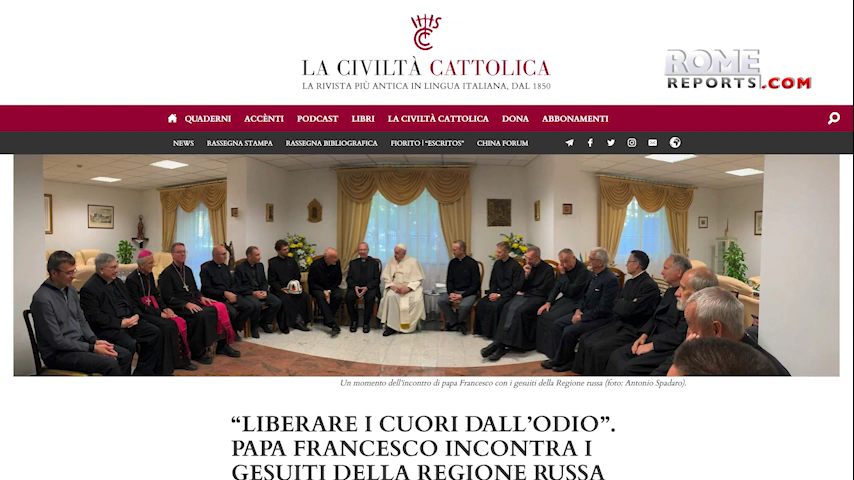 LA CIVILTÀ CATTOLICA
LA RIVISTA PIÙ ANTICA IN LINGUA ITALIANA, DAL 1850
ROME
REPORTS.COM
QUADERNI ACCÈNTI PODCAST LIBRI LA CIVILTÀ CATTOLICA DONA ABBONAMENTI
NEWS RASSEGNA STAMPA RASSEGNA BIBLIOGRAFICA FIORITO | “ESCRITOS” CHINA FORUM
Un momento dell'incontro di papa Francesco con i gesuiti della Regione russa (foto: Antonio Spadaro).
“LIBERARE I CUORI DALL’ODIO”.
PAPA FRANCESCO INCONTRA I
GESUITI DELLA REGIONE RUSSA